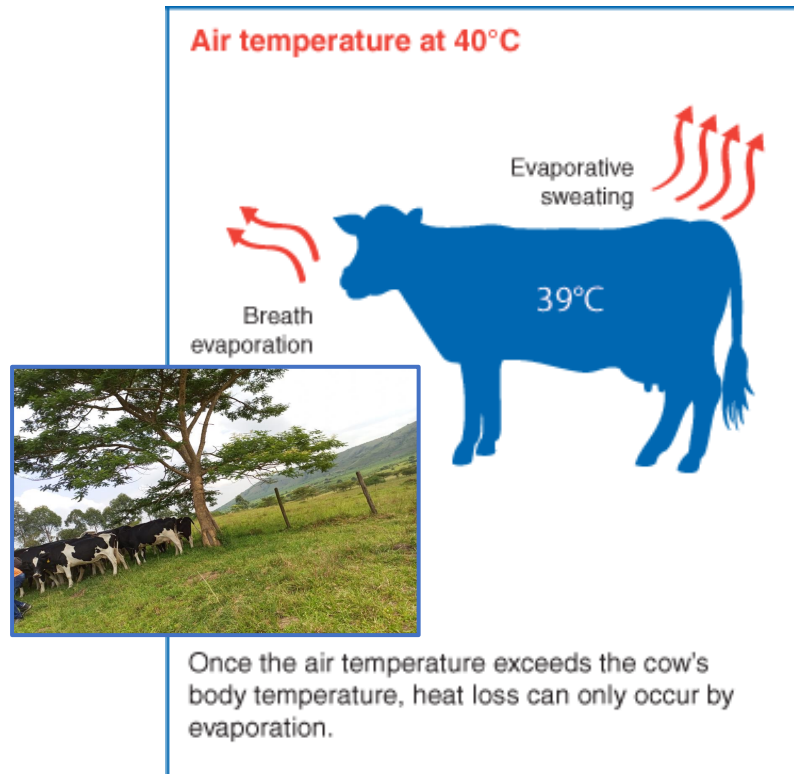 Air temperature at 40°C
Evaporative
sweating
39°C
Breath
evaporation
Once the air temperature exceeds the cow's
body temperature, heat loss can only occur by
evaporation.